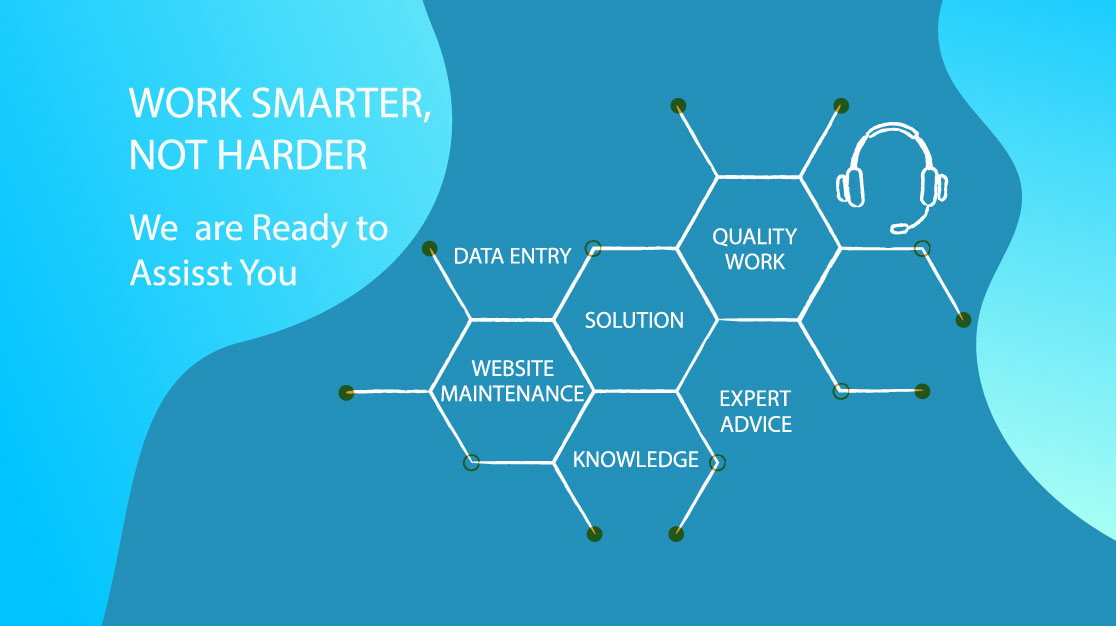 WORK SMARTER,
NOT HARDER
We  are Ready to
Assisst You
DATA ENTRY
QUALITY
WORK
SOLUTION
WEBSITE
MAINTENANCE
EXPERT
ADVICE
KNOWLEDGE